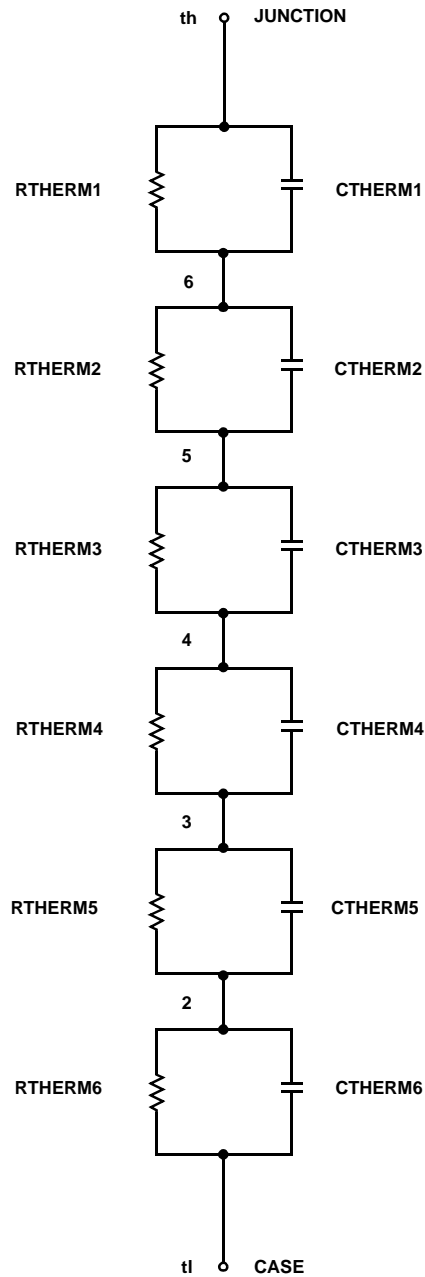 th JUNCTION
RTHERM1 CTHERM1
6
RTHERM2 CTHERM2
5
RTHERM3 CTHERM3
4
RTHERM4 CTHERM4
3
RTHERM5 CTHERM5
2
RTHERM6 CTHERM6
tl CASE